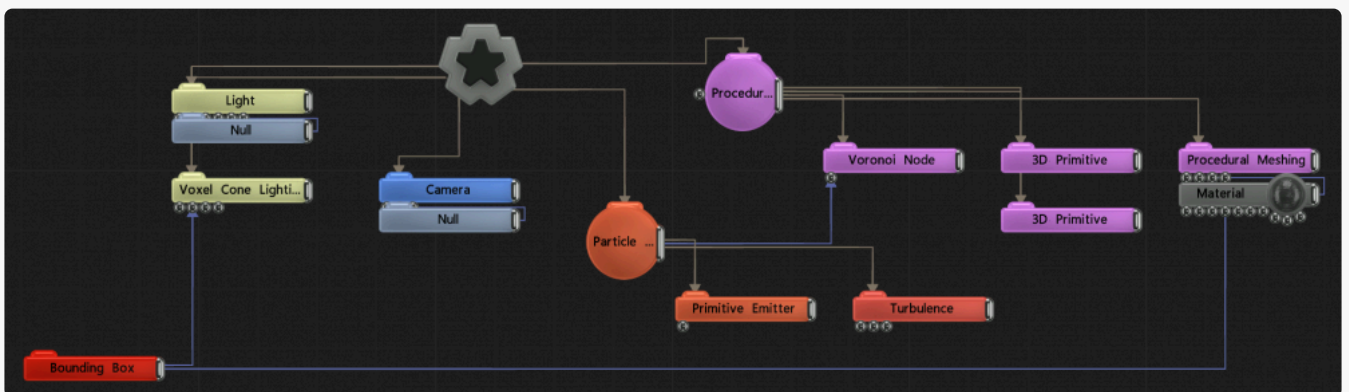 Light
Procedur...
Null
Voronoi Node
3D Primitive
Procedural Meshing
Voxel Cone Lighti...
Camera
Material
Null
3D Primitive
Particle ...
Primitive Emitter
Turbulence
Bounding Box